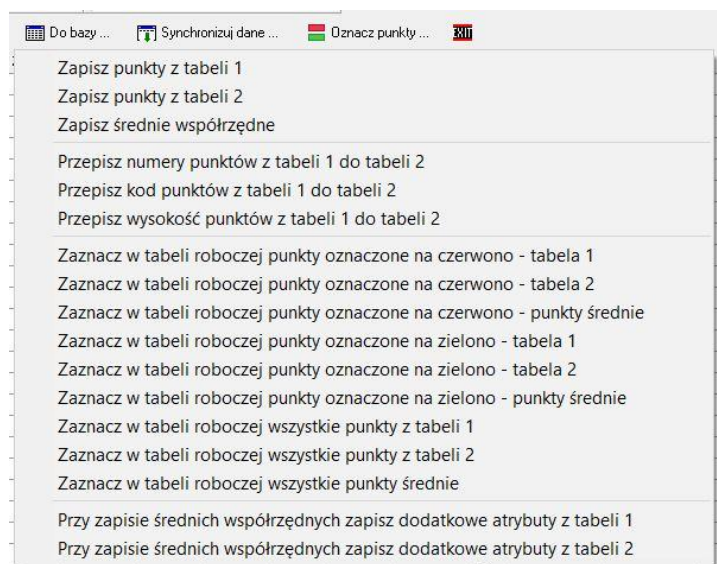 Do bazy ... Synchronizuj dane ... Oznacz punkty ... EXIT
Zapisz punkty z tabeli 1
Zapisz punkty z tabeli 2
Zapisz średnie współrzędne
Przepisz numery punktów z tabeli 1 do tabeli 2
Przepisz kod punktów z tabeli 1 do tabeli 2
Przepisz wysokość punktów z tabeli 1 do tabeli 2
Zaznacz w tabeli roboczej punkty oznaczone na czerwono - tabela 1
Zaznacz w tabeli roboczej punkty oznaczone na czerwono - tabela 2
Zaznacz w tabeli roboczej punkty oznaczone na czerwono - punkty średnie
Zaznacz w tabeli roboczej punkty oznaczone na zielono - tabela 1
Zaznacz w tabeli roboczej punkty oznaczone na zielono - tabela 2
Zaznacz w tabeli roboczej punkty oznaczone na zielono - punkty średnie
Zaznacz w tabeli roboczej wszystkie punkty z tabeli 1
Zaznacz w tabeli roboczej wszystkie punkty z tabeli 2
Zaznacz w tabeli roboczej wszystkie punkty średnie
Przy zapisie średnich współrzędnych zapisz dodatkowe atrybuty z tabeli 1
Przy zapisie średnich współrzędnych zapisz dodatkowe atrybuty z tabeli 2